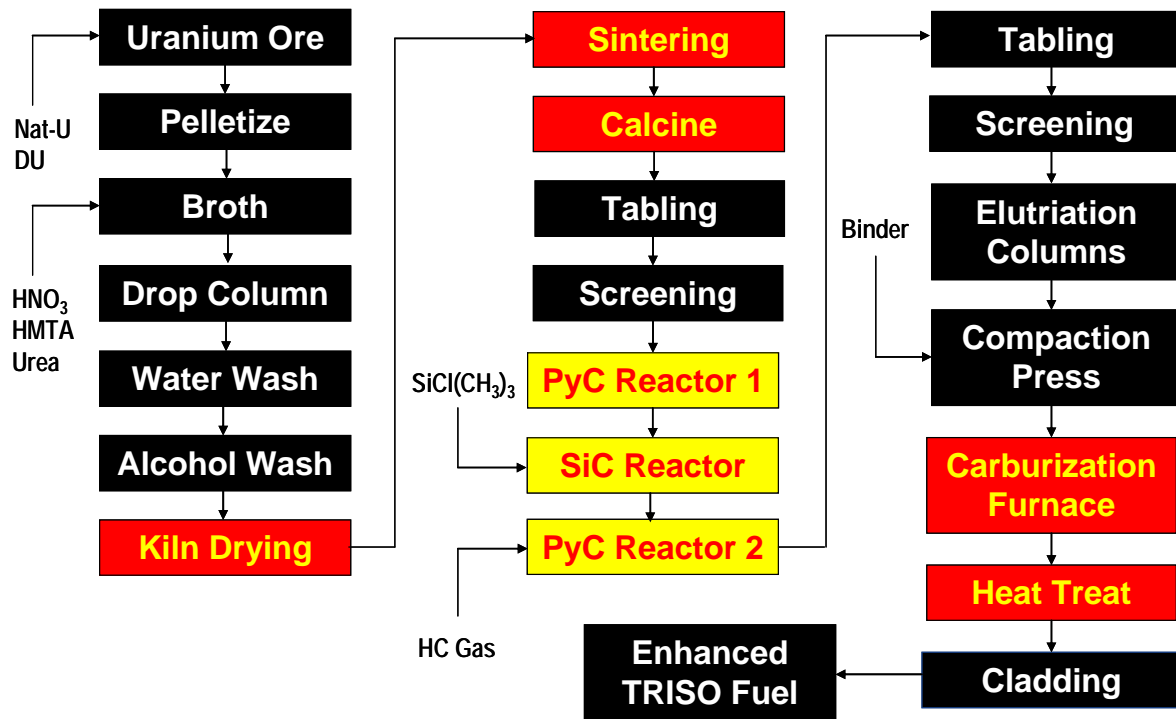 Uranium Ore
Pelletize
Nat-U
DU
Broth
Drop Column
HNO₃
HMTA
Urea
Water Wash
Alcohol Wash
Kiln Drying
Sintering
Calcine
Tabling
Screening
PyC Reactor 1
SiCl(CH₃)₃
SiC Reactor
PyC Reactor 2
HC Gas
Tabling
Screening
Elutriation
Columns
Binder
Compaction
Press
Carburization
Furnace
Heat Treat
Cladding
Enhanced
TRISO Fuel